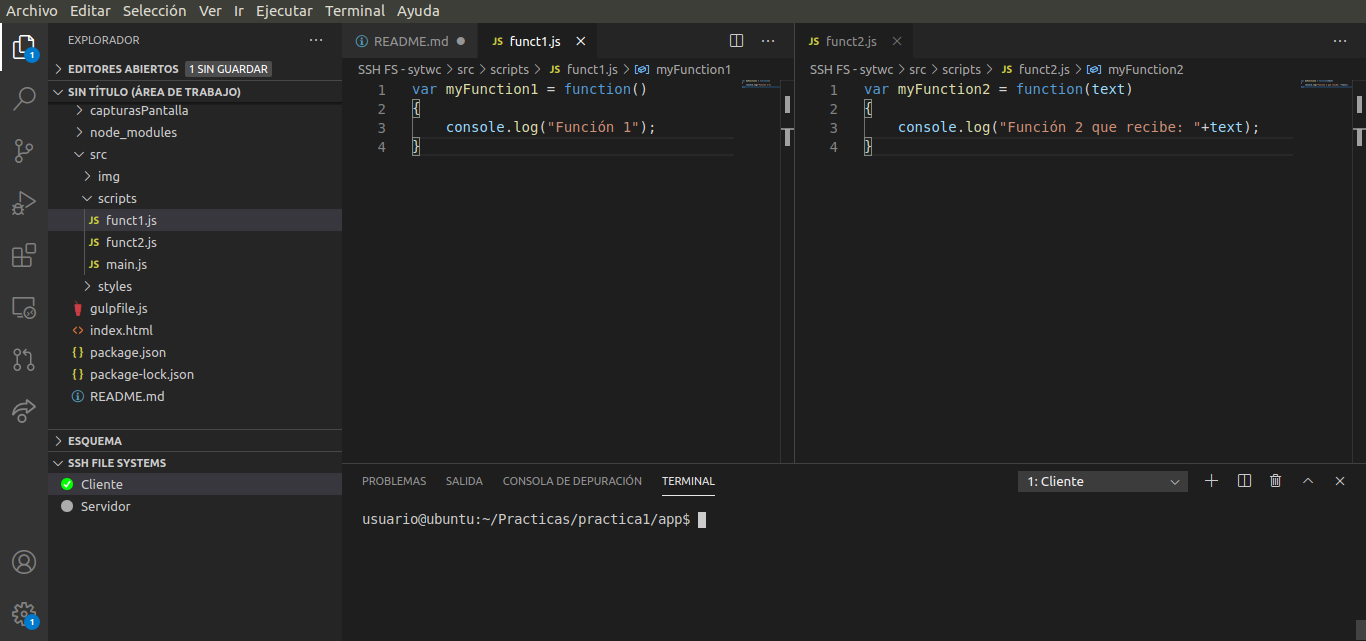 Archivo Editar Selección Ver Ir Ejecutar Terminal Ayuda
1
1
EXPLORADOR ...
EDITORES ABIERTOS 1 SIN GUARDAR
SIN TÍTULO (ÁREA DE TRABAJO)
capturasPantalla
node_modules
src
img
scripts
JS funct1.js
JS funct2.js
JS main.js
styles
gulpfile.js
<> index.html
{} package.json
{} package-lock.json
README.md
ESQUEMA
SSH FILE SYSTEMS
Cliente
Servidor
README.md ● JS funct1.js ×
SSH FS - sytwc > src > scripts > JS funct1.js > myFunction1
1 var myFunction1 = function()
2 {
3 console.log("Función 1");
4 }
JS funct2.js ×
SSH FS - sytwc > src > scripts > JS funct2.js > myFunction2
1 var myFunction2 = function(text)
2 {
3 console.log("Función 2 que recibe: "+text);
4 }
PROBLEMAS SALIDA CONSOLA DE DEPURACIÓN TERMINAL 1: Cliente
usuario@ubuntu:~/Practicas/practica1/app$